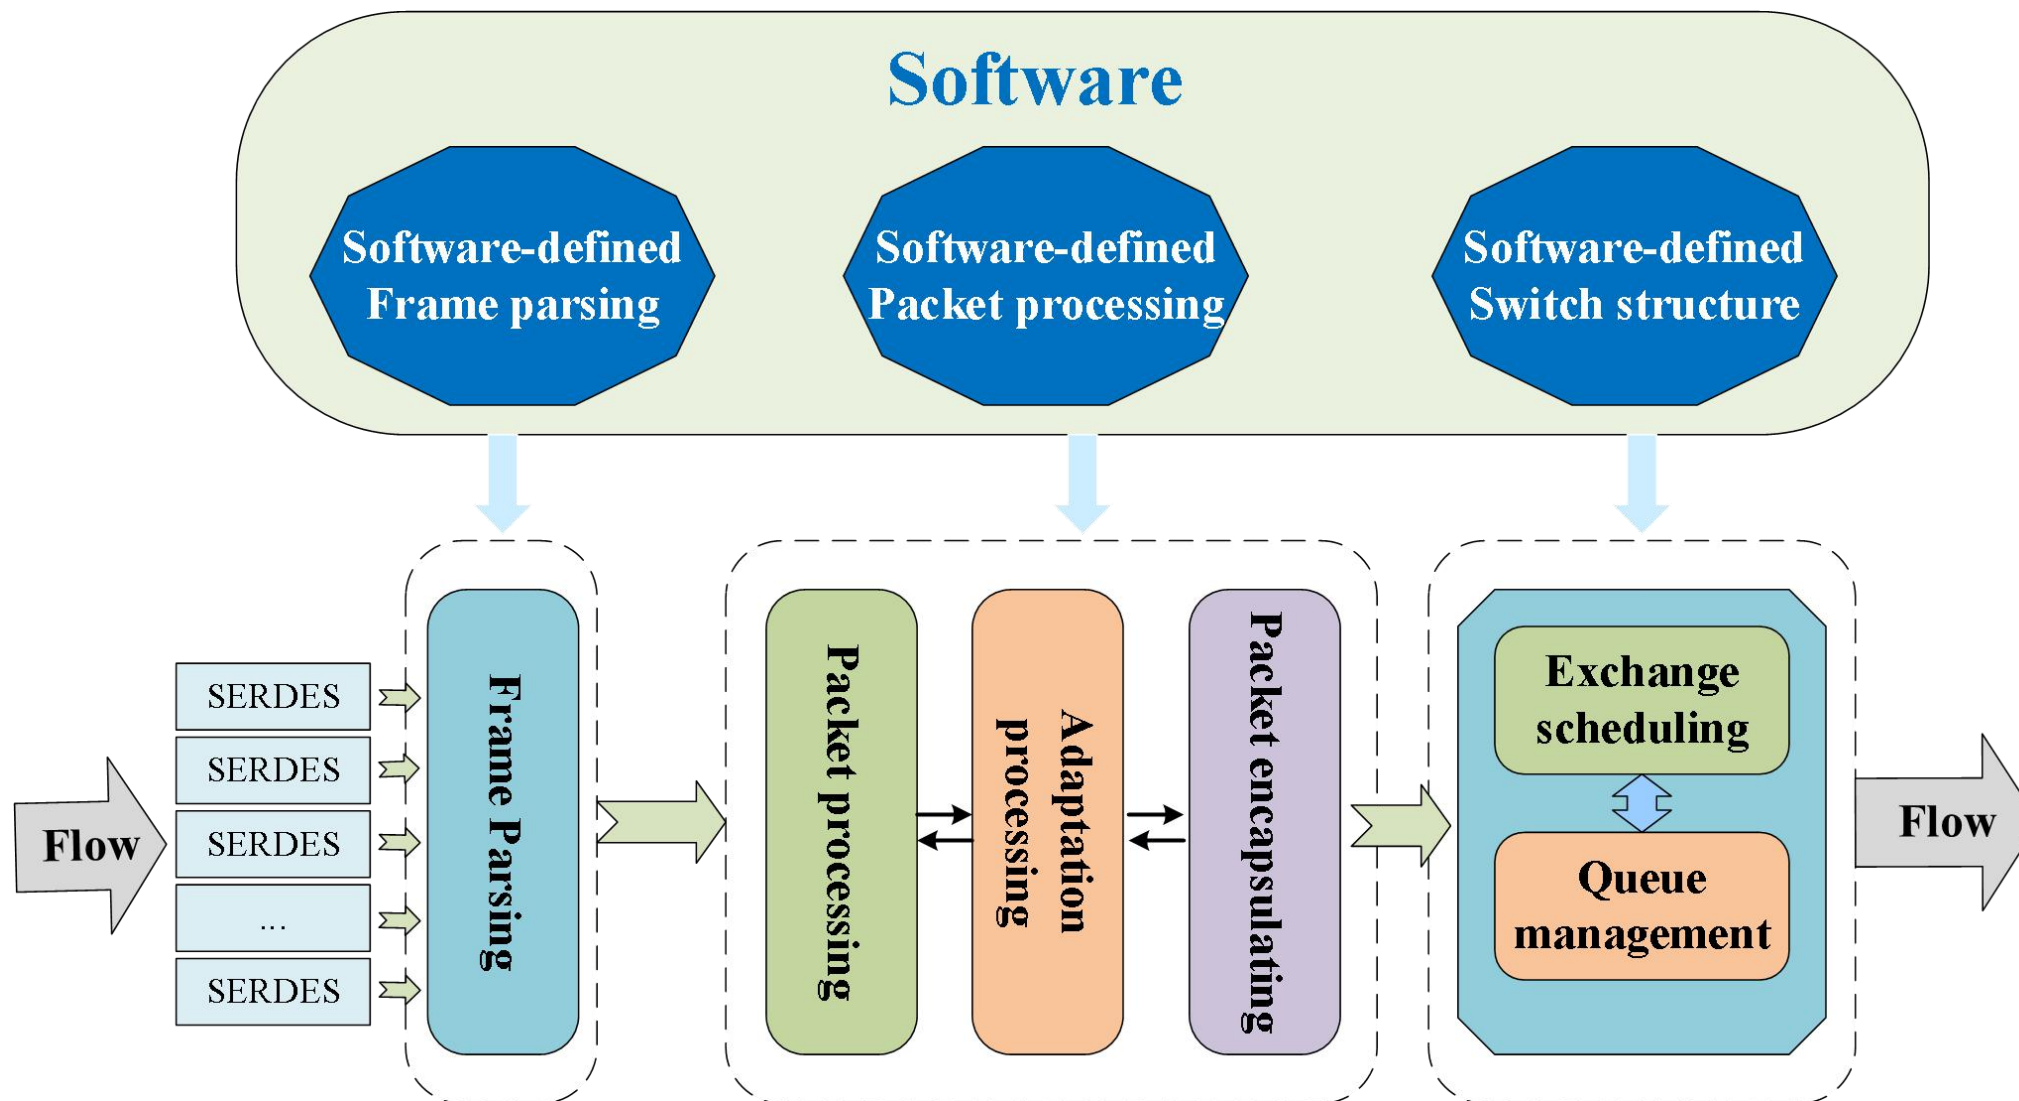 Software
Software-defined
Frame parsing
Software-defined
Packet processing
Software-defined
Switch structure
Flow
SERDES
SERDES
SERDES
...
SERDES
Frame Parsing
Packet processing
Adaptation
processing
Packet encapsulating
Exchange
scheduling
Queue
management
Flow